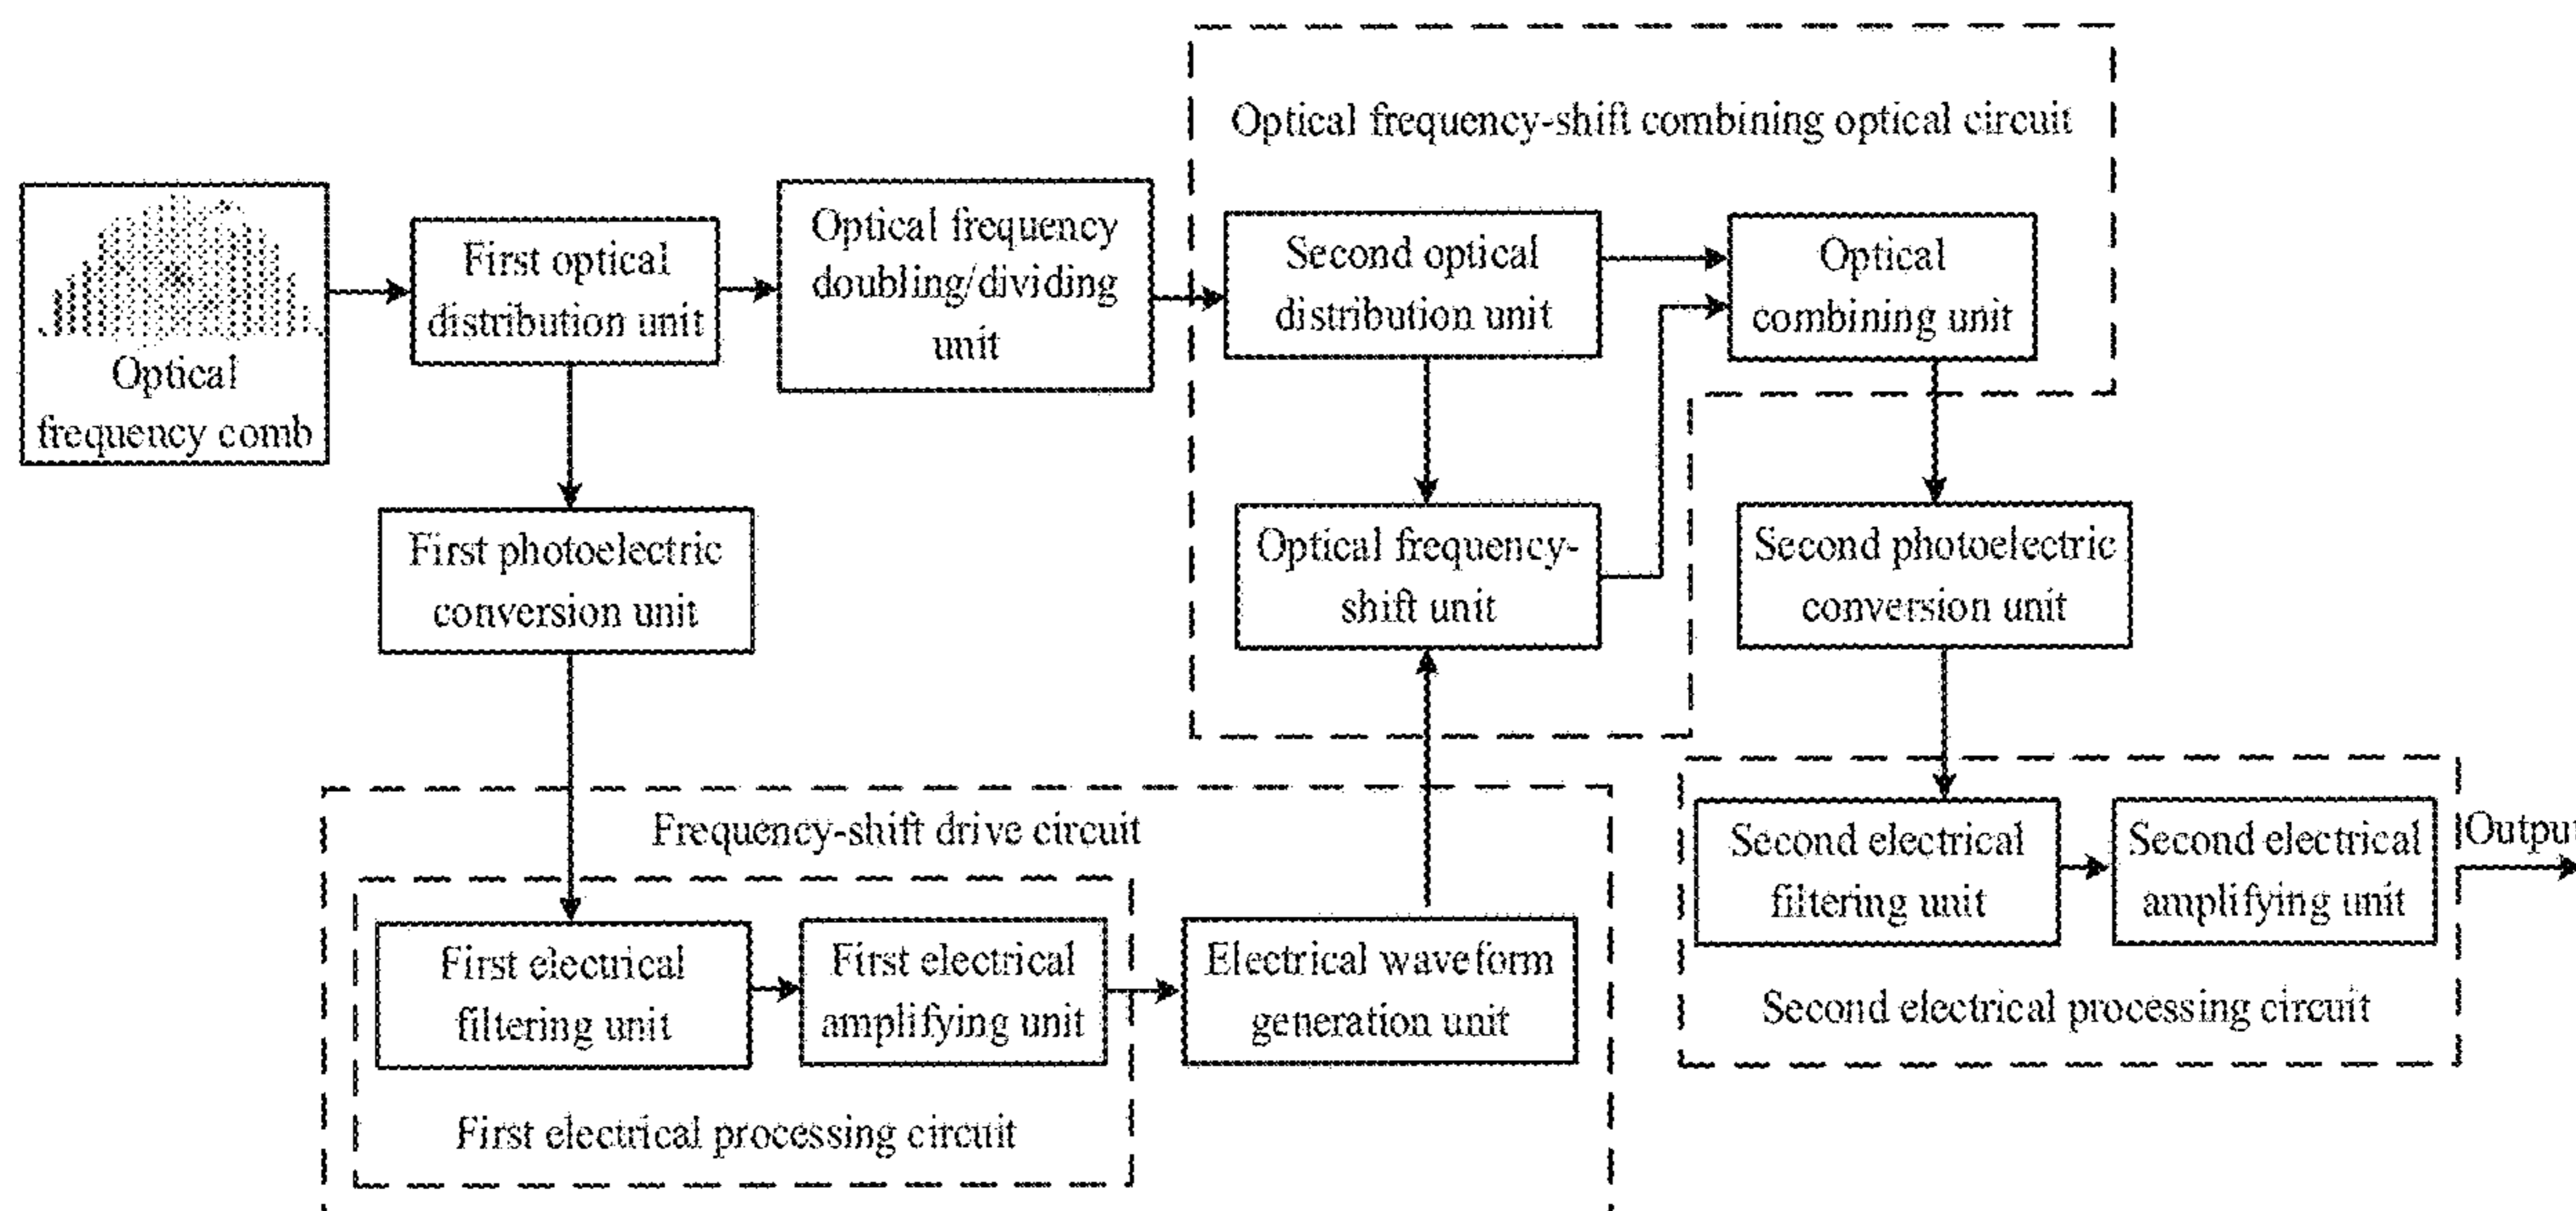 Optical frequency-shift combining optical circuit
Optical
frequency comb
First optical
distribution unit
Optical frequency
doubling/dividing
unit
Second optical
distribution unit
Optical
combining unit
First photoelectric
conversion unit
Optical frequency-
shift unit
Second photoelectric
conversion unit
Frequency-shift drive circuit
First electrical
filtering unit
First electrical
amplifying unit
Electrical waveform
generation unit
First electrical processing circuit
Second electrical
filtering unit
Second electrical
amplifying unit
Output
Second electrical processing circuit